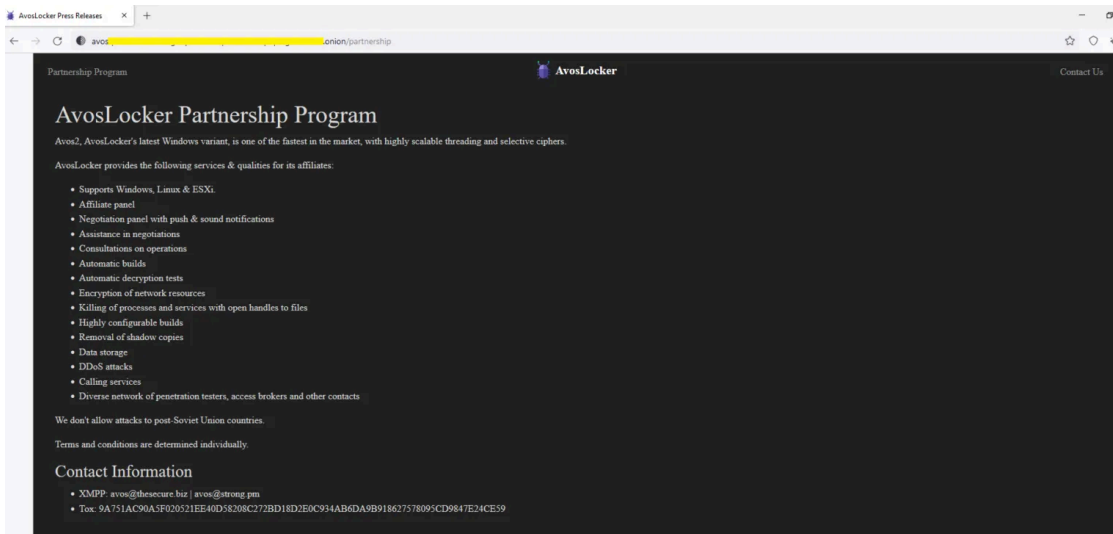 AvosLocker Press Releases
avos .onion/partnership
Partnership Program
AvosLocker
Contact Us
AvosLocker Partnership Program
Avos2, AvosLocker's latest Windows variant, is one of the fastest in the market, with highly scalable threading and selective ciphers.
AvosLocker provides the following services & qualities for its affiliates:
• Supports Windows, Linux & ESXi.
• Affiliate panel
• Negotiation panel with push & sound notifications
• Assistance in negotiations
• Consultations on operations
• Automatic builds
• Automatic decryption tests
• Encryption of network resources
• Killing of processes and services with open handles to files
• Highly configurable builds
• Removal of shadow copies
• Data storage
• DDoS attacks
• Calling services
• Diverse network of penetration testers, access brokers and other contacts
We don't allow attacks to post-Soviet Union countries.
Terms and conditions are determined individually.
Contact Information
• XMPP: avos@thesecure.biz | avos@strong.pm
• Tox: 9A751AC90A5F020521EE40D58208C272BD18D2E0C934AB6DA9B918627578095CD9847E24CE59